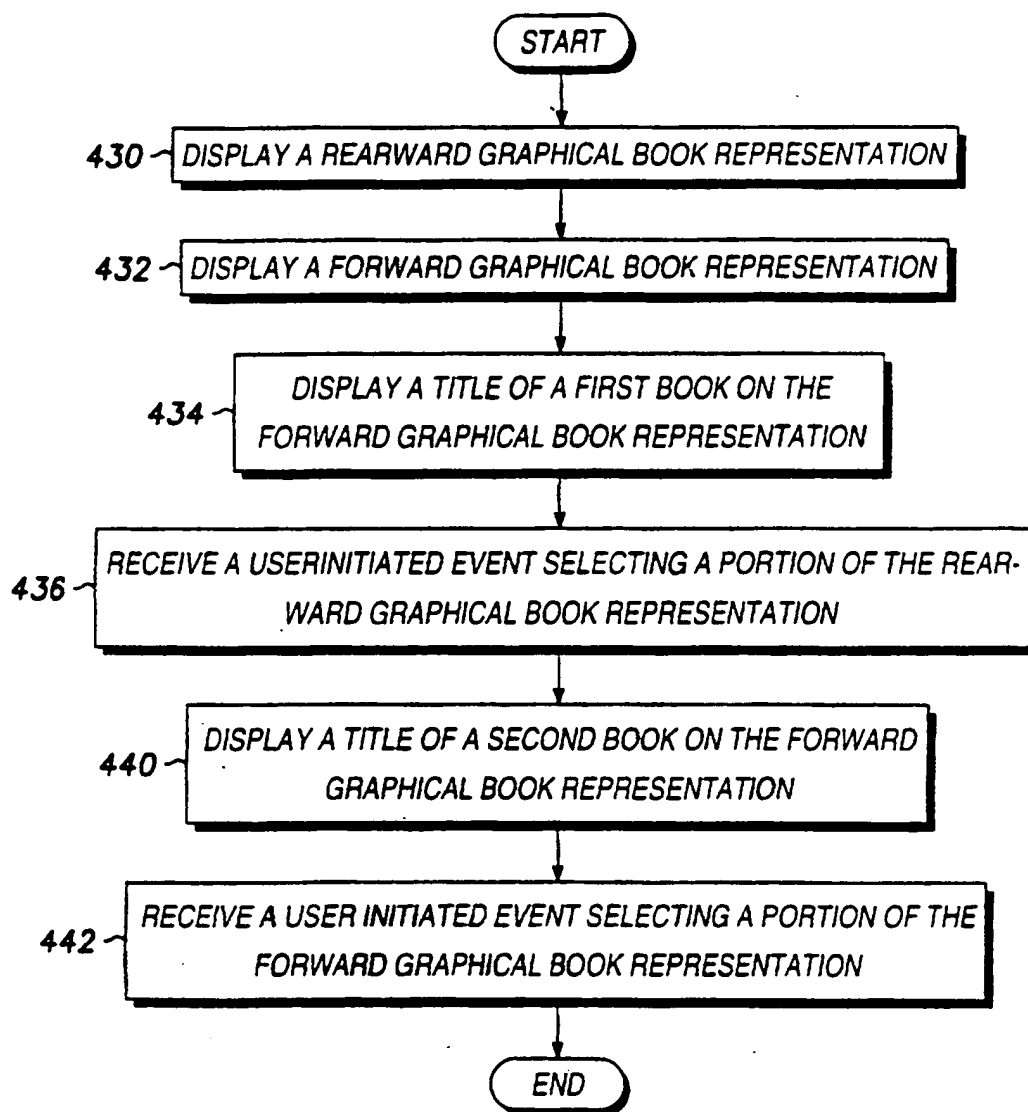 START
430 DISPLAY A REARWARD GRAPHICAL BOOK REPRESENTATION
432 DISPLAY A FORWARD GRAPHICAL BOOK REPRESENTATION
DISPLAY A TITLE OF A FIRST BOOK ON THE
434
FORWARD GRAPHICAL BOOK REPRESENTATION
RECEIVE A USERINITIATED EVENT SELECTING A PORTION OF THE REAR-
436
WARD GRAPHICAL BOOK REPRESENTATION
DISPLAY A TITLE OF A SECOND BOOK ON THE FORWARD
440
GRAPHICAL BOOK REPRESENTATION
RECEIVE A USER INITIATED EVENT SELECTING A PORTION OF THE
442
FORWARD GRAPHICAL BOOK REPRESENTATION
END